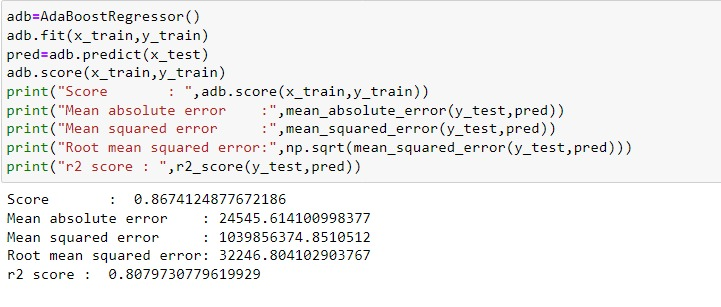 adb=AdaBoostRegressor()
adb.fit(x_train,y_train)
pred=adb.predict(x_test)
adb.score(x_train,y_train)
print("Score       : ",adb.score(x_train,y_train))
print("Mean absolute error    :",mean_absolute_error(y_test,pred))
print("Mean squared error     :",mean_squared_error(y_test,pred))
print("Root mean squared error:",np.sqrt(mean_squared_error(y_test,pred)))
print("r2 score : ",r2_score(y_test,pred))
Score       :  0.8674124877672186
Mean absolute error    : 24545.614100998377
Mean squared error     : 1039856374.8510512
Root mean squared error: 32246.804102903767
r2 score :  0.8079730779619929